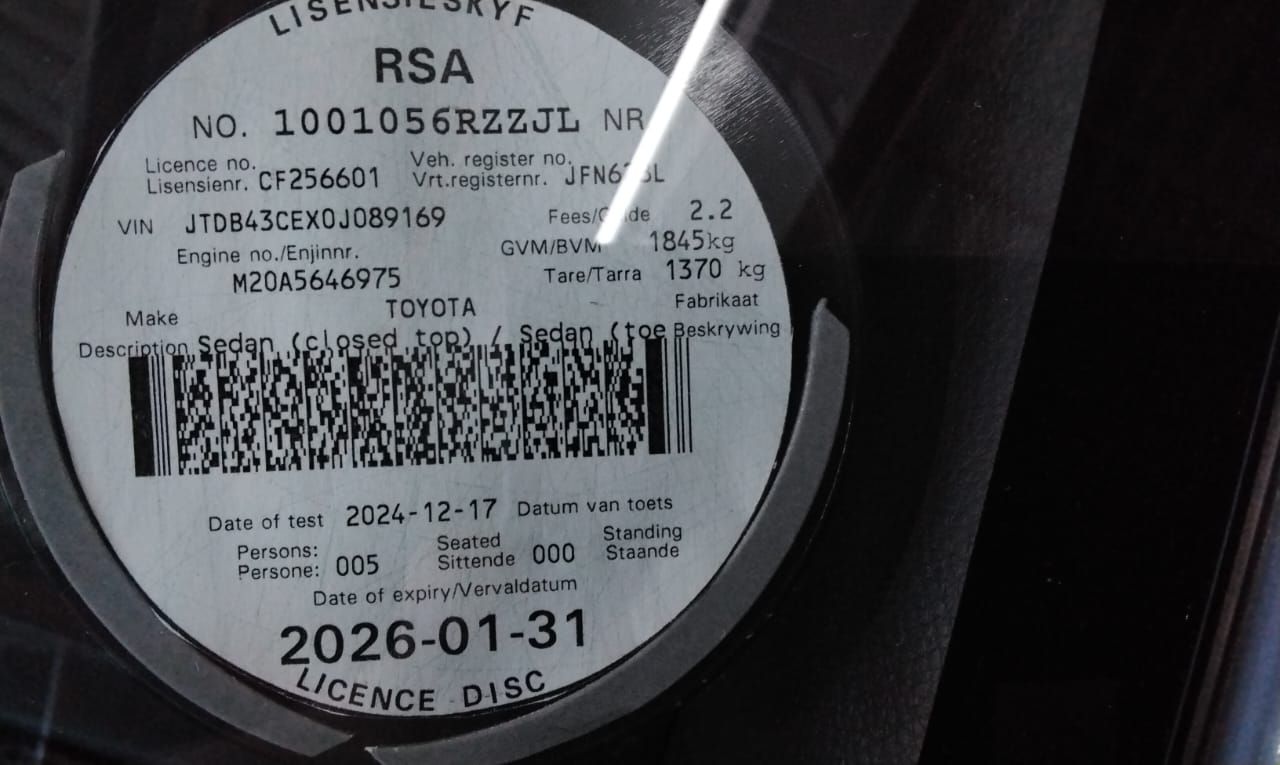 LISENSIESKYF
RSA
NO. 1001056RZZJL NR
Licence no. Veh. register no.
Lisensienr. CF256601 Vrt.registernr.
VIN JTDB43CEX0J089169 2.2
Engine no./Enjinnr. GVM/BVM 1845kg
M20A5646975 Tare/Tarra 1370 kg
Make TOYOTA Fabrikaat
Description Sedan (closed top) / Sedan (toe Beskrywing
Date of test 2024-12-17 Datum van toets
Persons: Seated Standing
Persone: 005 Sittende 000 Staande
Date of expiry/Vervaldatum
2026-01-31
LICENCE DISC